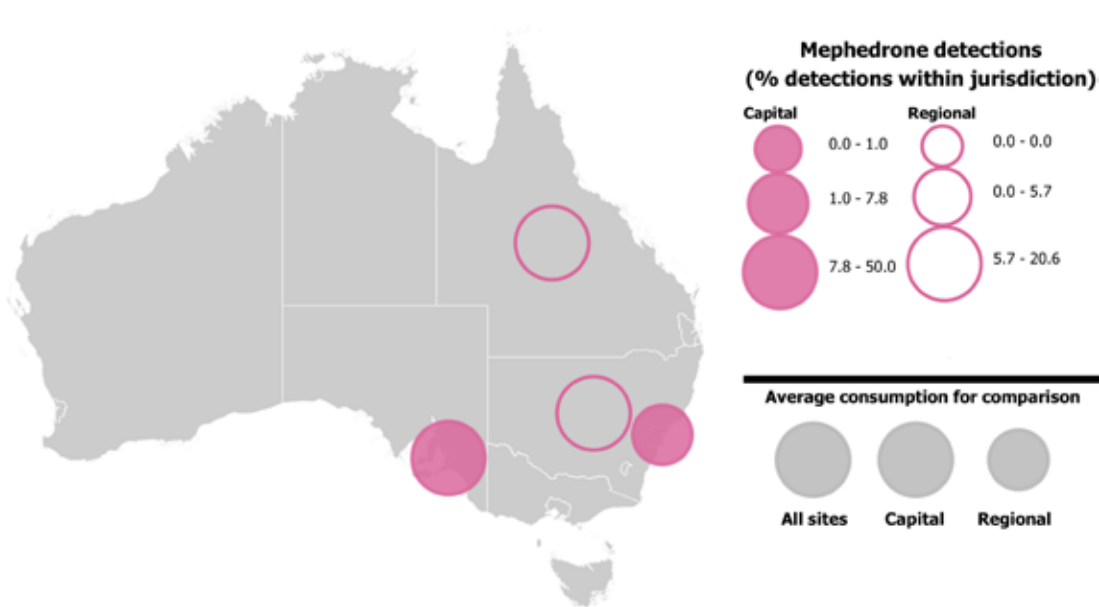 Mephedrone detections
(% detections within jurisdiction)
Capital Regional
0.0 - 1.0 0.0 - 0.0
1.0 - 7.8 0.0 - 5.7
7.8 - 50.0 5.7 - 20.6
Average consumption for comparison
All sites Capital Regional